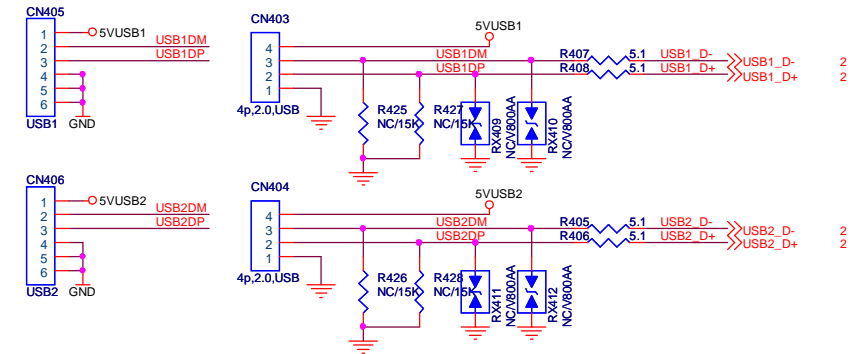 CN405
1 5VUSB1
2 USB1DM
3 USB1DP
4
5
6
USB1 GND
CN403
5VUSB1
4
3 USB1DM R407 5.1 USB1_D- USB1_D- 2
2 USB1DP R408 5.1 USB1_D+ USB1_D+ 2
1
4p,2.0,USB
R425
NC/15K
R427
NC/15K
RX409
NC/V800AA
RX410
NC/V800AA
CN406
1 5VUSB2
2 USB2DM
3 USB2DP
4
5
6
USB2 GND
CN404
5VUSB2
4
3 USB2DM R405 5.1 USB2_D- USB2_D- 2
2 USB2DP R406 5.1 USB2_D+ USB2_D+ 2
1
4p,2.0,USB
R426
NC/15K
R428
NC/15K
RX411
NC/V800AA
RX412
NC/V800AA